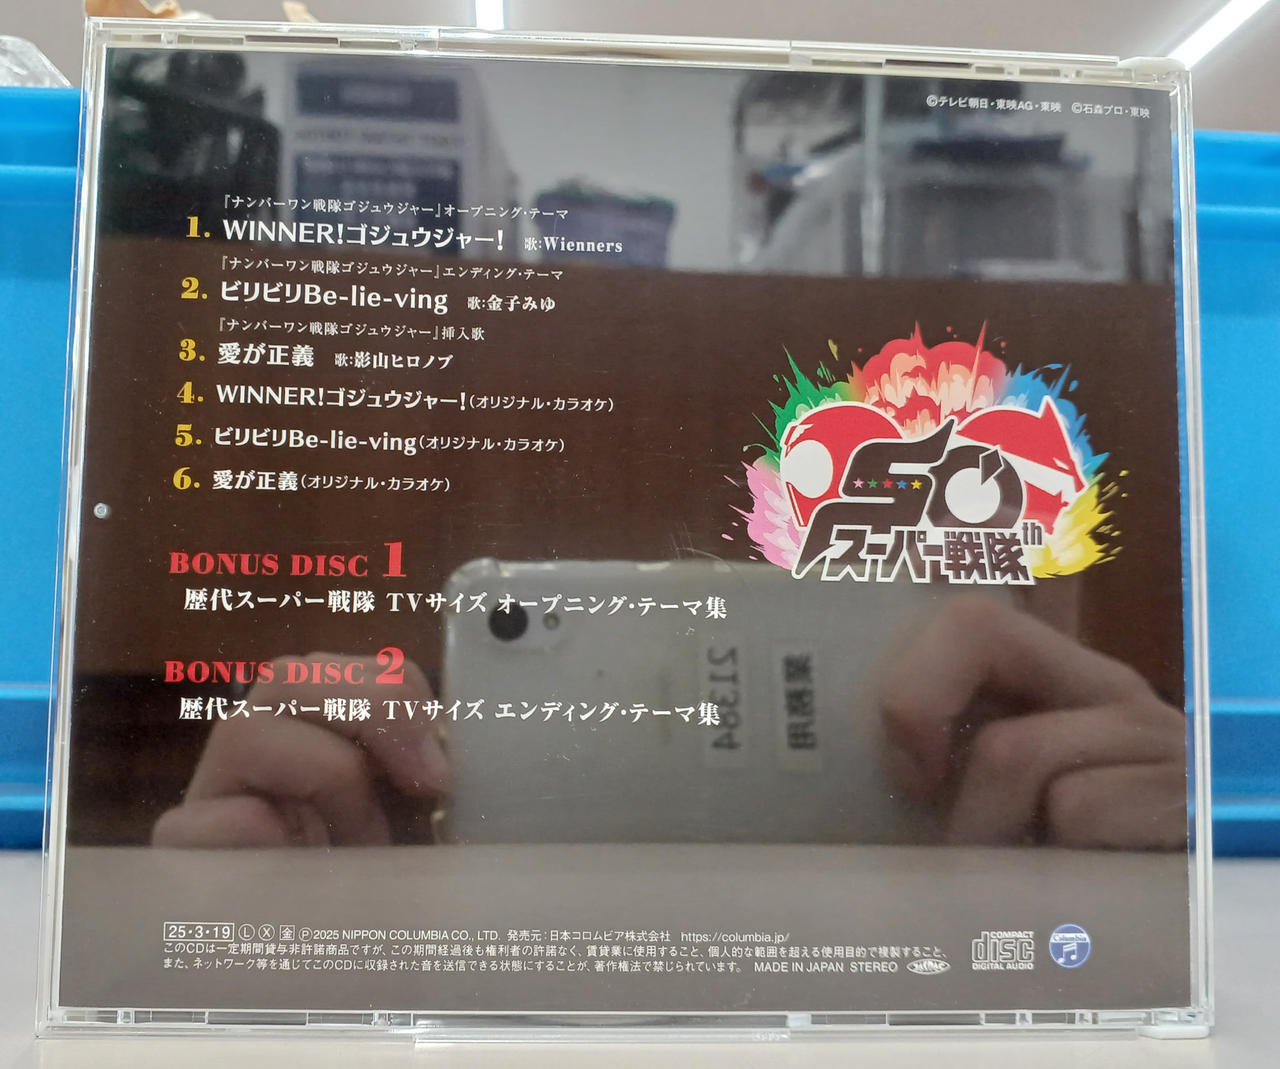 ©テレビ朝日・東映AG・東映 ©石森プロ・東映
『ナンバーワン戦隊ゴジュウジャー』オープニング・テーマ
1. WINNER!ゴジュウジャー! 歌:Wienners
『ナンバーワン戦隊ゴジュウジャー』エンディング・テーマ
2. ビリビリBe-lie-ving 歌:金子みゆ
『ナンバーワン戦隊ゴジュウジャー』挿入歌
3. 愛が正義 歌:影山ヒロノブ
4. WINNER!ゴジュウジャー!(オリジナル・カラオケ)
5. ビリビリBe-lie-ving(オリジナル・カラオケ)
6. 愛が正義(オリジナル・カラオケ)
50th
スーパー戦隊
BONUS DISC 1
歴代スーパー戦隊 TVサイズ オープニング・テーマ集
BONUS DISC 2
歴代スーパー戦隊 TVサイズ エンディング・テーマ集
21364
業務用
25・3・19 Ⓛ Ⓧ 金 Ⓟ2025 NIPPON COLUMBIA CO., LTD. 発売元:日本コロムビア株式会社 https://columbia.jp/
このCDは一定期間貸与非許諾商品ですが、この期間経過後も権利者の許諾なく、賃貸業に使用すること、個人的な範囲を超える使用目的で複製すること、
また、ネットワーク等を通じてこのCDに収録された音を送信できる状態にすることが、著作権法で禁じられています。 MADE IN JAPAN STEREO
COMPACT
disc
DIGITAL AUDIO
Columbia